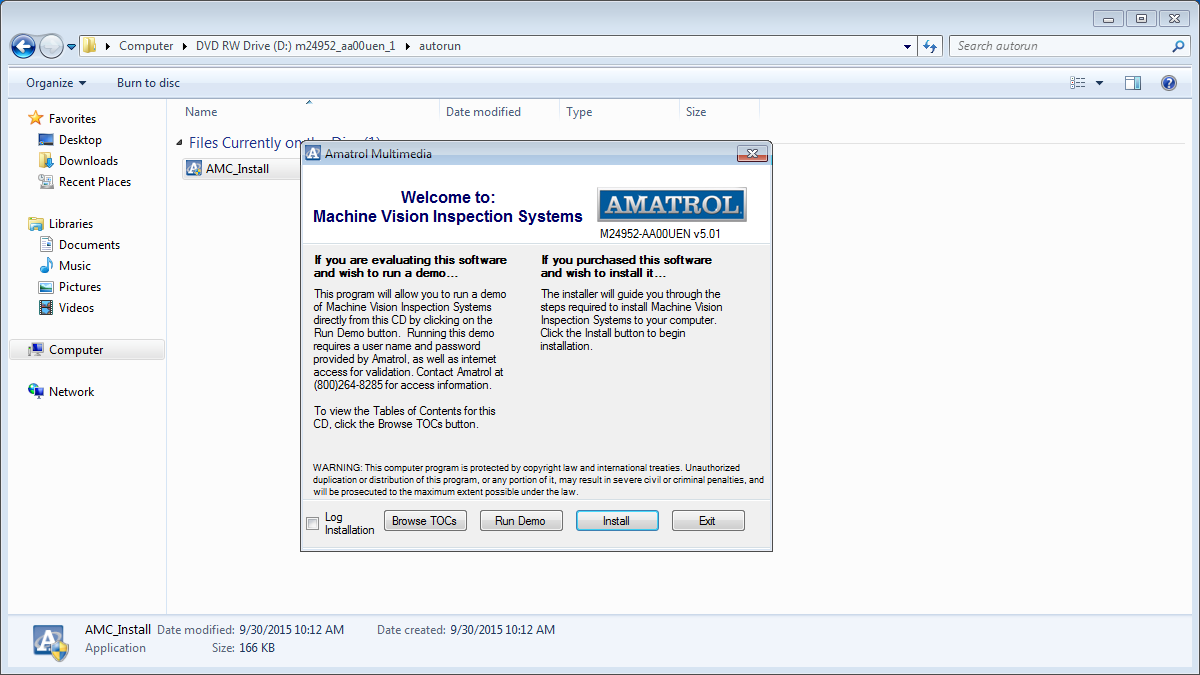 Computer ▸ DVD RW Drive (D:) m24952_aa00uen_1 ▸ autorun
Search autorun
Organize
Burn to disc
Name
Date modified
Type
Size
Favorites
Desktop
Downloads
Recent Places
Libraries
Documents
Music
Pictures
Videos
Computer
Network
Files Currently on the Disc (1)
AMC_Install
Amatrol Multimedia
Welcome to:
Machine Vision Inspection Systems
AMATROL
M24952-AA00UEN v5.01
If you are evaluating this software
and wish to run a demo...
This program will allow you to run a demo
of Machine Vision Inspection Systems
directly from this CD by clicking on the
Run Demo button. Running this demo
requires a user name and password
provided by Amatrol, as well as internet
access for validation. Contact Amatrol at
(800)264-8285 for access information.
To view the Tables of Contents for this
CD, click the Browse TOCs button.
If you purchased this software
and wish to install it...
The installer will guide you through the
steps required to install Machine Vision
Inspection Systems to your computer.
Click the Install button to begin
installation.
WARNING: This computer program is protected by copyright law and international treaties. Unauthorized
duplication or distribution of this program, or any portion of it, may result in severe civil or criminal penalties, and
will be prosecuted to the maximum extent possible under the law.
Log
Installation
Browse TOCs
Run Demo
Install
Exit
AMC_Install Date modified: 9/30/2015 10:12 AM Date created: 9/30/2015 10:12 AM
Application Size: 166 KB